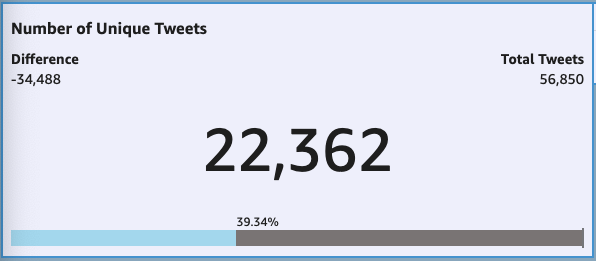 Number of Unique Tweets
Difference Total Tweets
-34,488 56,850
22,362
39.34%